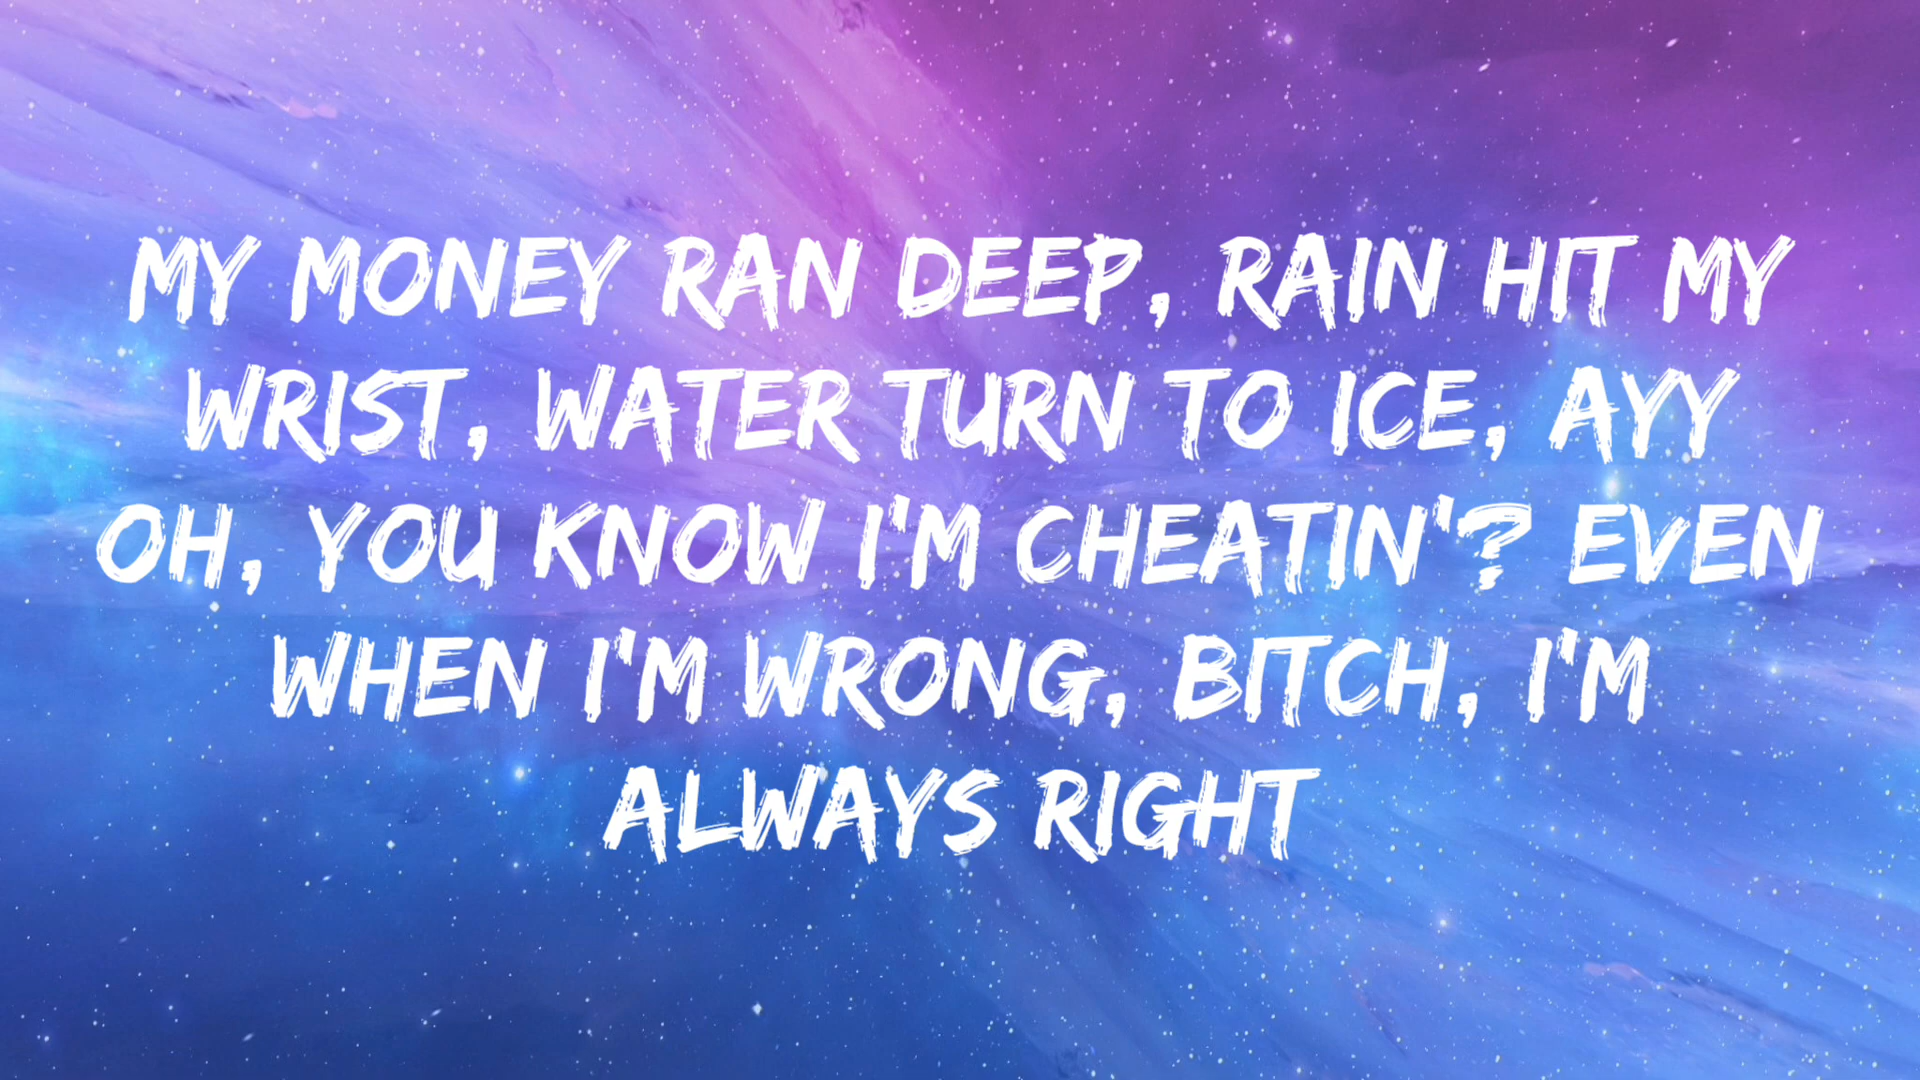 MY MONEY RAN DEEP, RAIN HIT MY
WRIST, WATER TURN TO ICE, AYY
OH, YOU KNOW I'M CHEATIN'? EVEN
WHEN I'M WRONG, BITCH, I'M
ALWAYS RIGHT